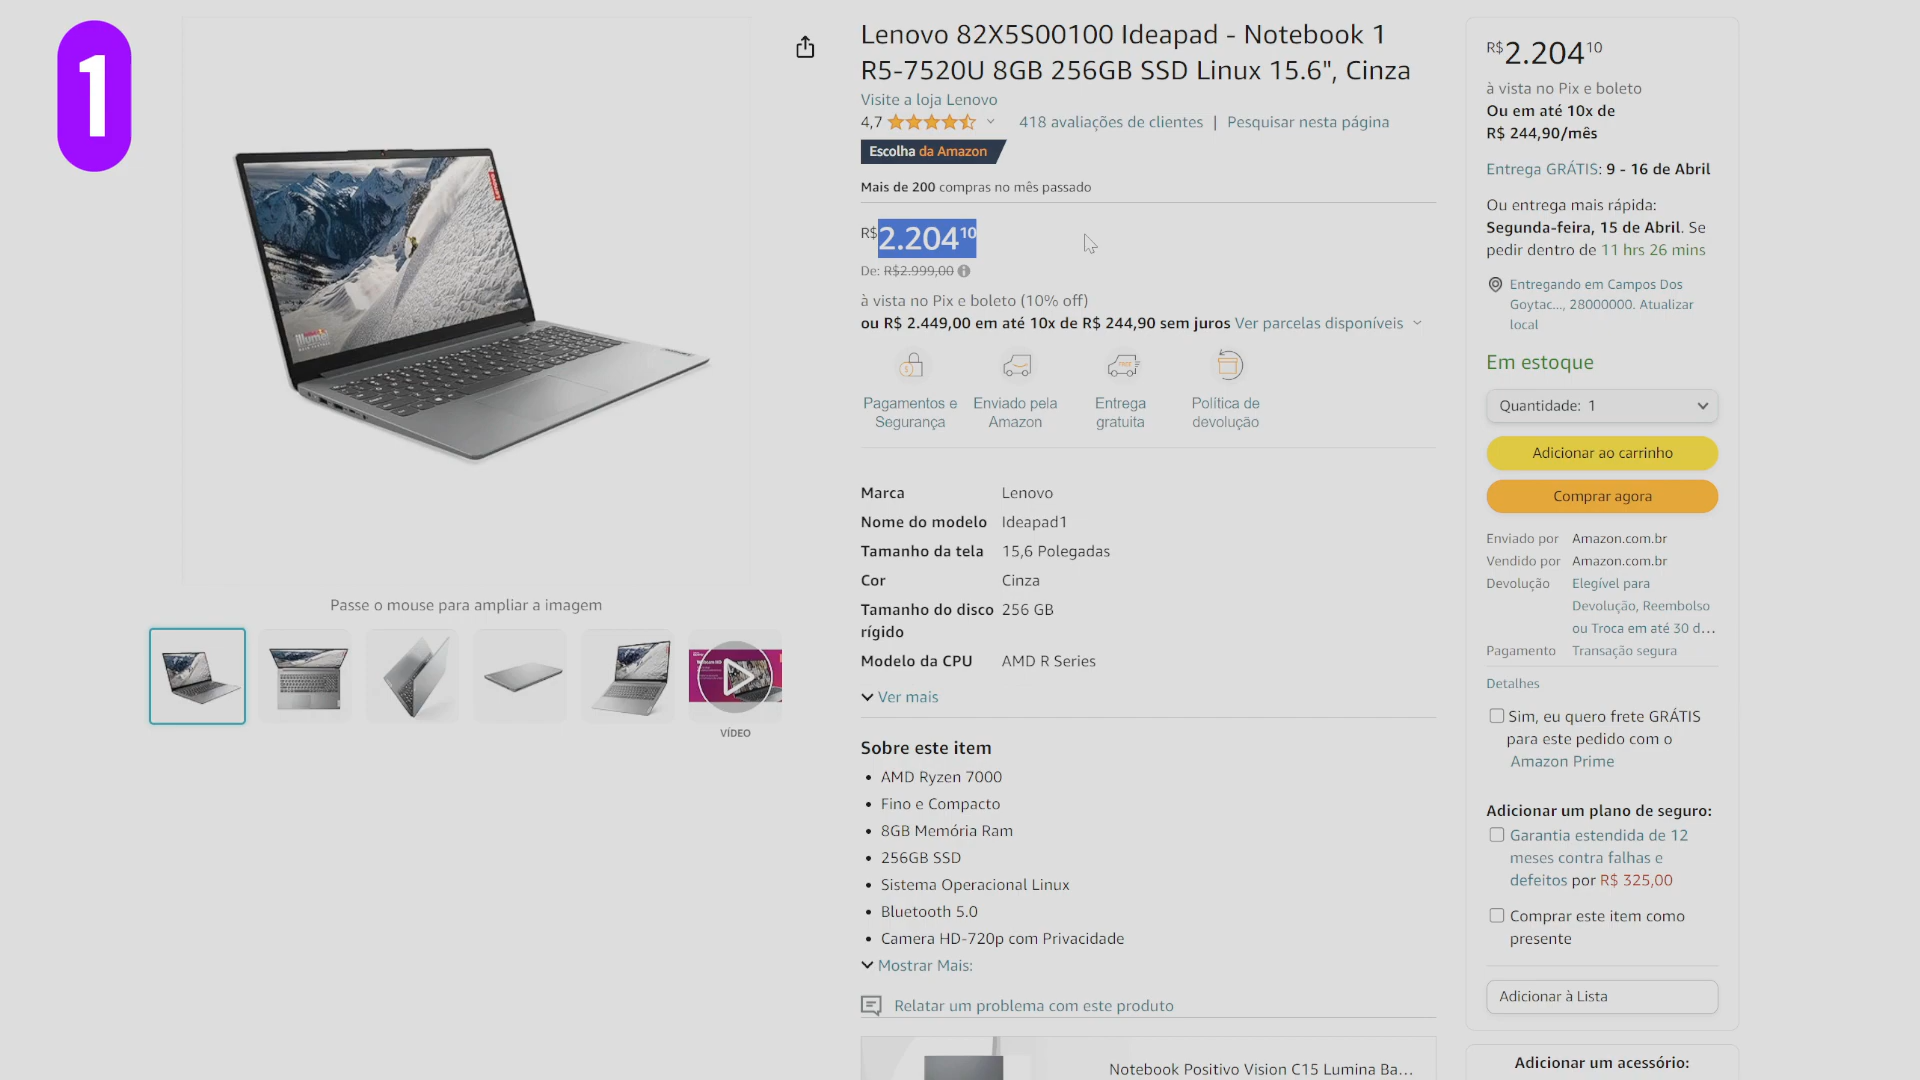 1
Lenovo 82X5S00100 Ideapad - Notebook 1
R5-7520U 8GB 256GB SSD Linux 15.6", Cinza
Visite a loja Lenovo
4,7 418 avaliações de clientes | Pesquisar nesta página
Escolha da Amazon
Mais de 200 compras no mês passado
R$2.20410
De: R$2.999,00
à vista no Pix e boleto (10% off)
ou R$ 2.449,00 em até 10x de R$ 244,90 sem juros Ver parcelas disponíveis
Pagamentos e Segurança
Enviado pela Amazon
Entrega gratuita
Política de devolução
Marca Lenovo
Nome do modelo Ideapad1
Tamanho da tela 15,6 Polegadas
Cor Cinza
Tamanho do disco 256 GB
rígido
Modelo da CPU AMD R Series
Ver mais
Sobre este item
• AMD Ryzen 7000
• Fino e Compacto
• 8GB Memória Ram
• 256GB SSD
• Sistema Operacional Linux
• Bluetooth 5.0
• Camera HD-720p com Privacidade
Mostrar Mais:
Relatar um problema com este produto
Notebook Positivo Vision C15 Lumina Ba...
Passe o mouse para ampliar a imagem
VÍDEO
R$2.20410
à vista no Pix e boleto
Ou em até 10x de
R$ 244,90/mês
Entrega GRÁTIS: 9 - 16 de Abril
Ou entrega mais rápida:
Segunda-feira, 15 de Abril. Se
pedir dentro de 11 hrs 26 mins
Entregando em Campos Dos
Goytac..., 28000000. Atualizar
local
Em estoque
Quantidade: 1
Adicionar ao carrinho
Comprar agora
Enviado por Amazon.com.br
Vendido por Amazon.com.br
Devolução Elegível para
Devolução, Reembolso
ou Troca em até 30 d...
Pagamento Transação segura
Detalhes
Sim, eu quero frete GRÁTIS
para este pedido com o
Amazon Prime
Adicionar um plano de seguro:
Garantia estendida de 12
meses contra falhas e
defeitos por R$ 325,00
Comprar este item como
presente
Adicionar à Lista
Adicionar um acessório: